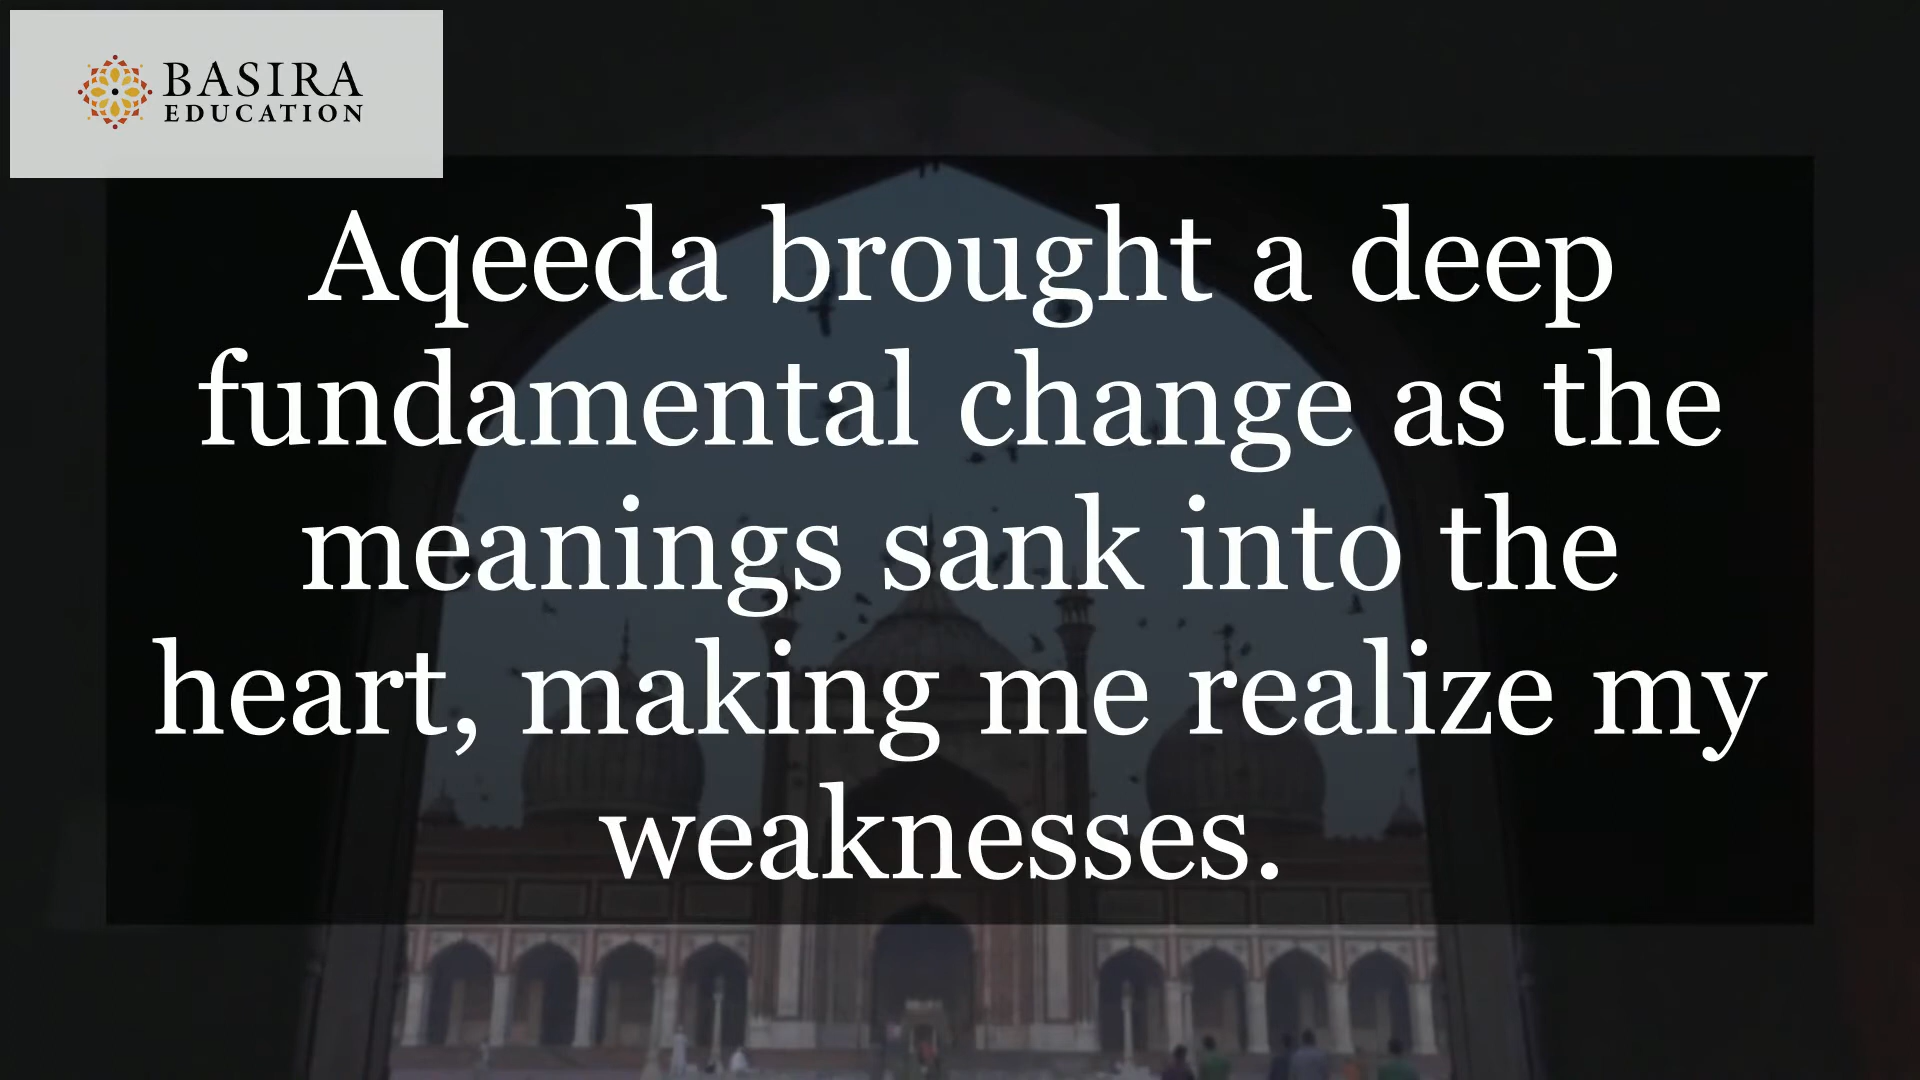 BASIRA
EDUCATION
Aqeeda brought a deep
fundamental change as the
meanings sank into the
heart, making me realize my
weaknesses.